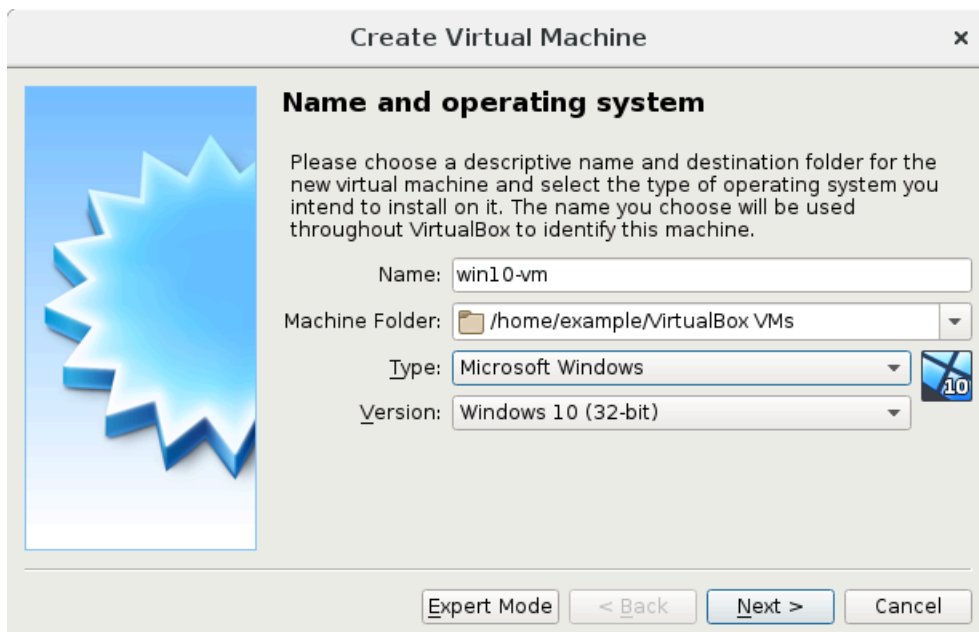 Create Virtual Machine
Name and operating system
Please choose a descriptive name and destination folder for the
new virtual machine and select the type of operating system you
intend to install on it. The name you choose will be used
throughout VirtualBox to identify this machine.
Name: win10-vm
Machine Folder: /home/example/VirtualBox VMs
Type: Microsoft Windows
10
Version: Windows 10 (32-bit)
Expert Mode < Back Next > Cancel